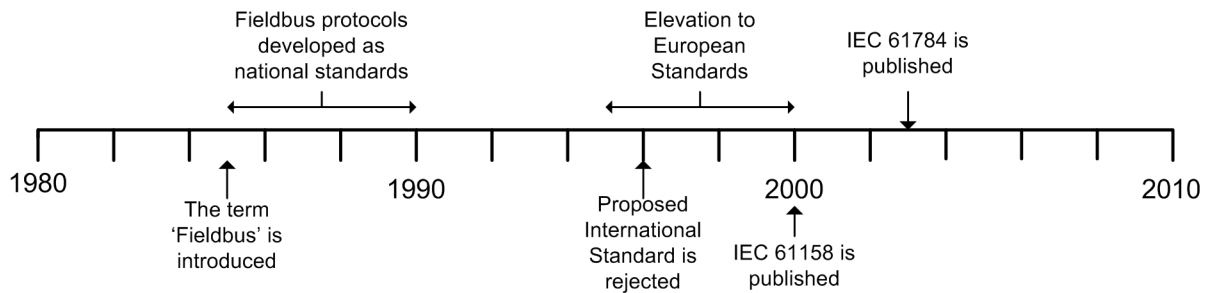 Fieldbus protocols
developed as
national standards
Elevation to
European
Standards
IEC 61784 is
published
1980
1990
2000
2010
The term
‘Fieldbus’ is
introduced
Proposed
International
Standard is
rejected
IEC 61158 is
published